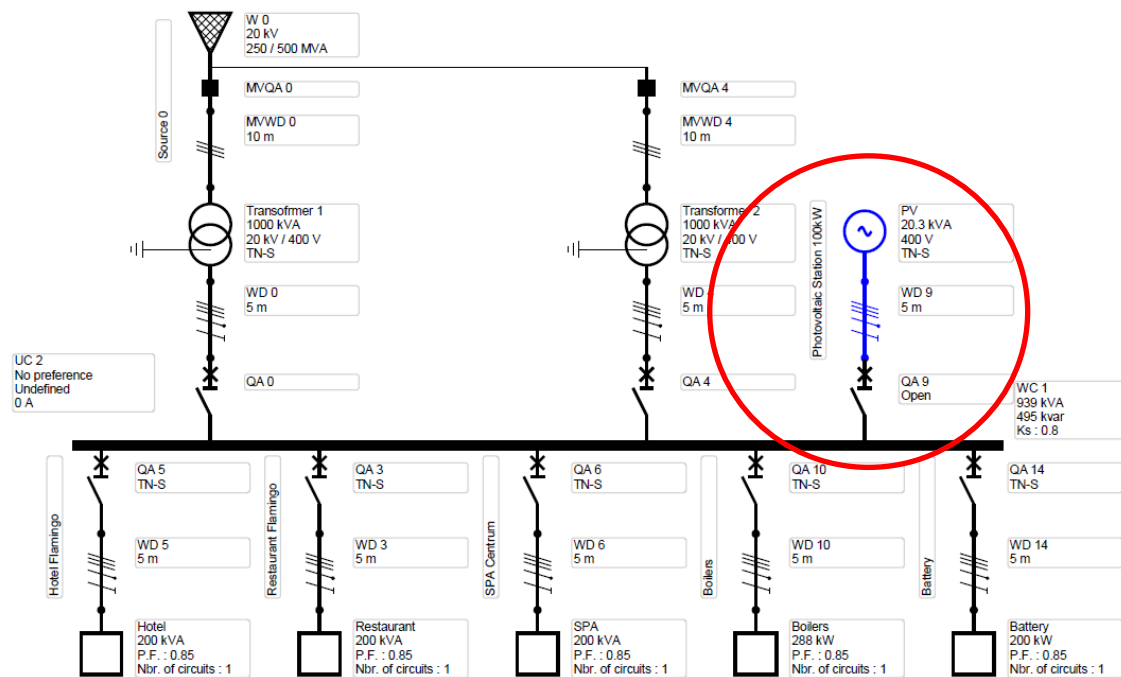 W 0
20 kV
250 / 500 MVA
Source 0
MVQA 0
MVQA 4
MVWD 0
10 m
MVWD 4
10 m
Transofrmer 1
1000 kVA
20 kV / 400 V
TN-S
Transformer 2
1000 kVA
20 kV / 400 V
TN-S
Photovoltaic Station 100kW
PV
20.3 kVA
400 V
TN-S
WD 0
5 m
WD 4
5 m
WD 9
5 m
UC 2
No preference
Undefined
0 A
QA 0
QA 4
QA 9
Open
WC 1
939 kVA
495 kvar
Ks : 0.8
Hotel Flamingo
QA 5
TN-S
Restaurant Flamingo
QA 3
TN-S
SPA Centrum
QA 6
TN-S
Boilers
QA 10
TN-S
Battery
QA 14
TN-S
WD 5
5 m
WD 3
5 m
WD 6
5 m
WD 10
5 m
WD 14
5 m
Hotel
200 kVA
P.F. : 0.85
Nbr. of circuits : 1
Restaurant
200 kVA
P.F. : 0.85
Nbr. of circuits : 1
SPA
200 kVA
P.F. : 0.85
Nbr. of circuits : 1
Boilers
288 kW
P.F. : 0.85
Nbr. of circuits : 1
Battery
200 kW
P.F. : 0.85
Nbr. of circuits : 1